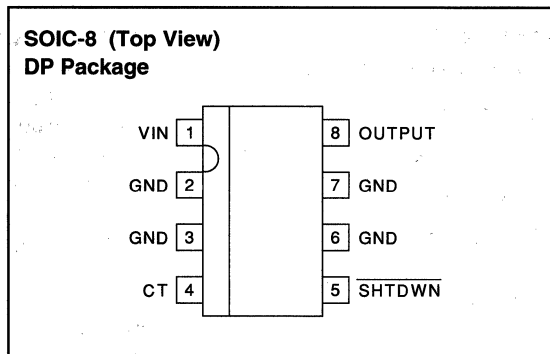 SOIC-8 (Top View)
DP Package
VIN 1 8 OUTPUT
GND 2 7 GND
GND 3 6 GND
CT 4 5 SHTDWN